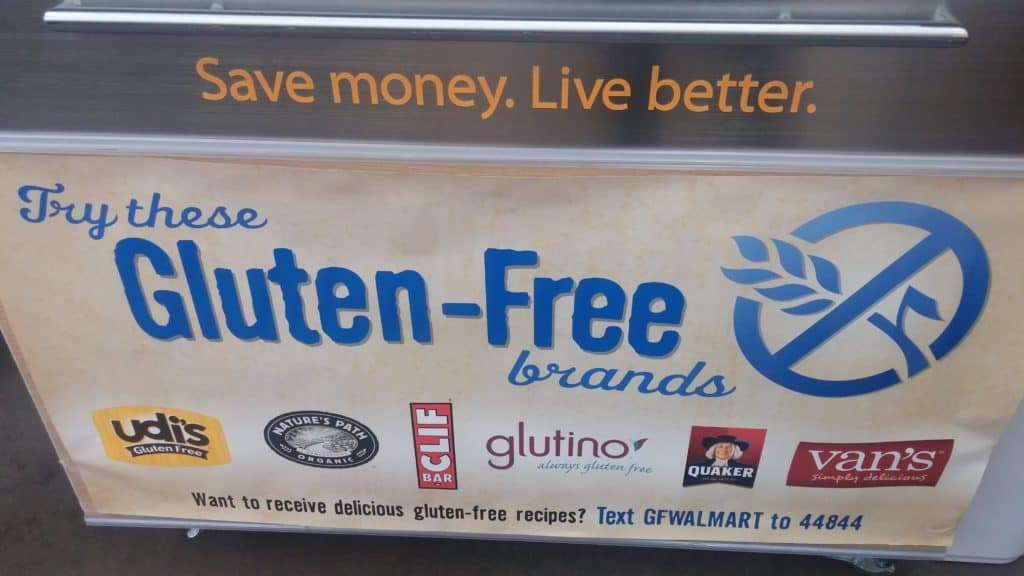 Save money. Live better.
Try these
Gluten-Free
brands
udi's
Gluten Free
NATURE'S PATH
ORGANIC
CLIF
BAR
glutino
always gluten free
QUAKER
van's
simply delicious
Want to receive delicious gluten-free recipes? Text GFWALMART to 44844